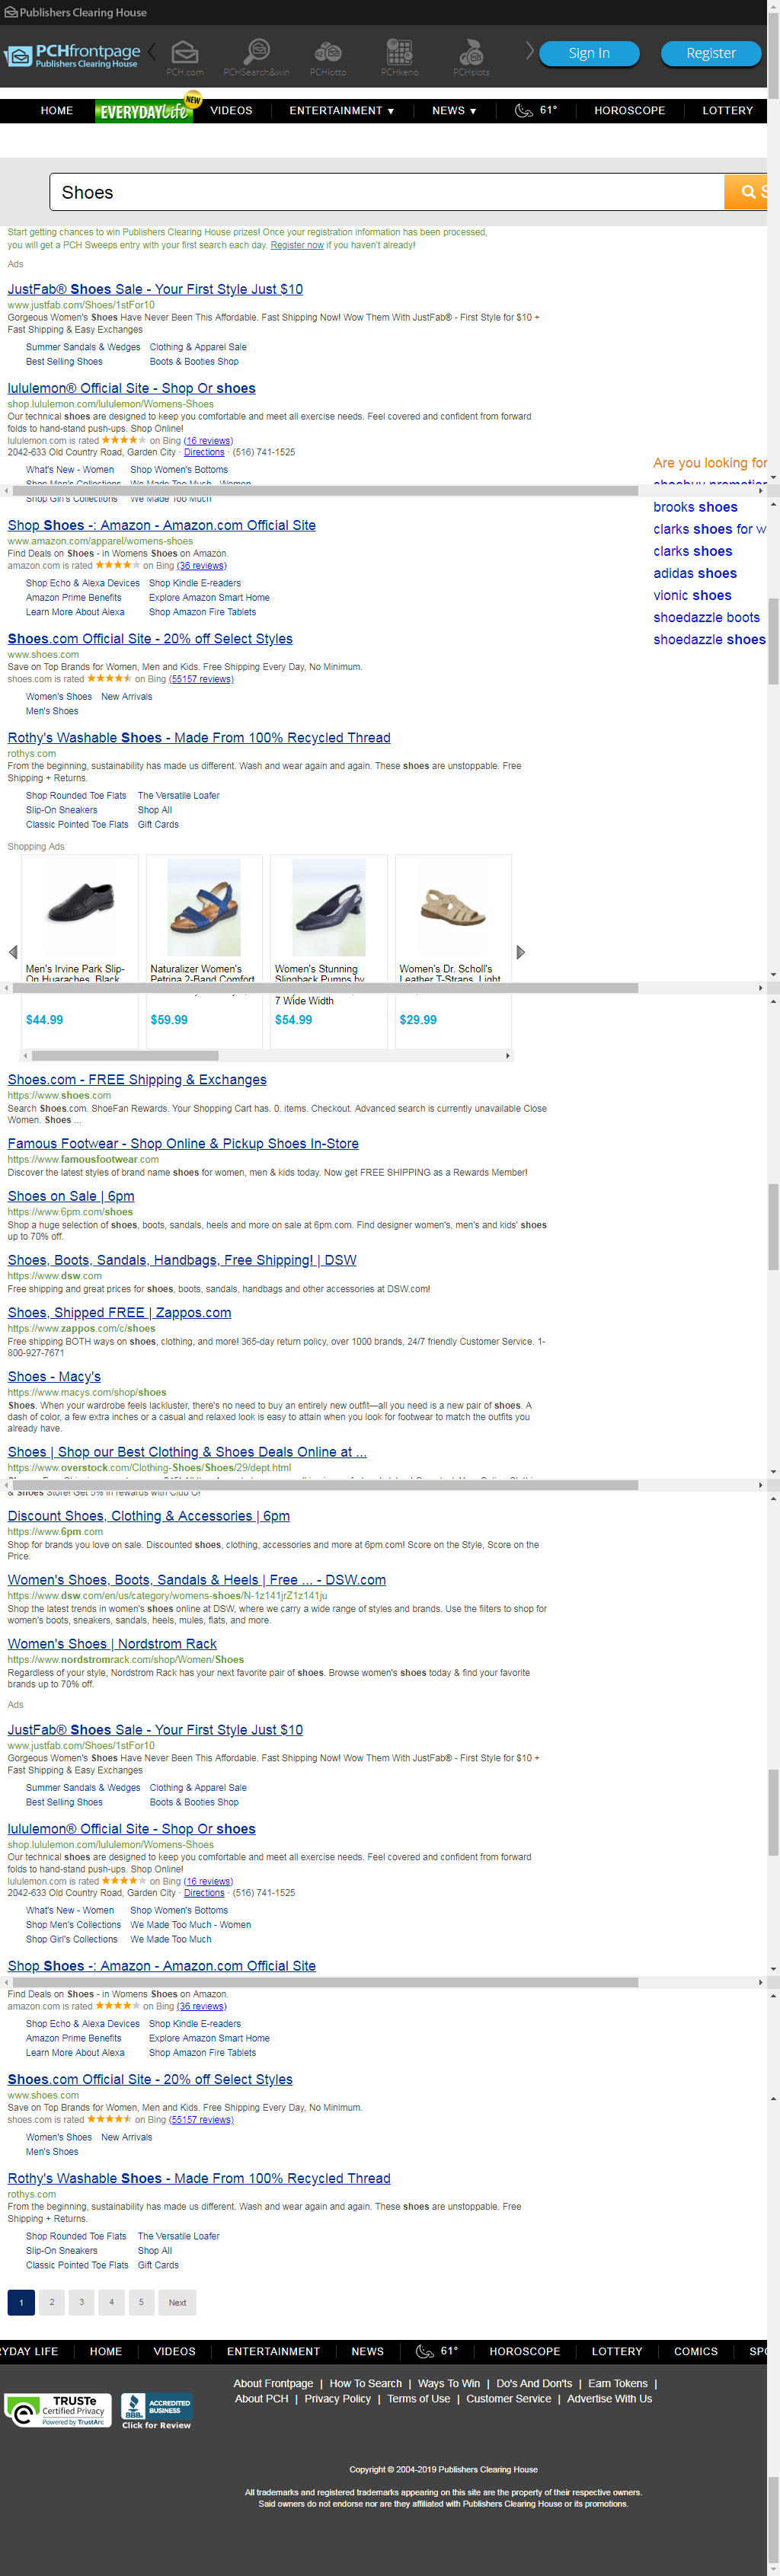 Publishers Clearing House
PCHfrontpage
Publishers Clearing House
PCH.com
PCHSearch&win
PCHlotto
PCHkeno
PCHslots
Sign In
Register
HOME
EVERYDAY Life
NEW
VIDEOS
ENTERTAINMENT ▼
NEWS ▼
61°
HOROSCOPE
LOTTERY
Shoes
Start getting chances to win Publishers Clearing House prizes! Once your registration information has been processed,
you will get a PCH Sweeps entry with your first search each day. Register now if you haven't already!
Ads
JustFab® Shoes Sale - Your First Style Just $10
www.justfab.com/Shoes/1stFor10
Gorgeous Women's Shoes Have Never Been This Affordable. Fast Shipping Now! Wow Them With JustFab® - First Style for $10 +
Fast Shipping & Easy Exchanges
Summer Sandals & Wedges Clothing & Apparel Sale
Best Selling Shoes Boots & Booties Shop
lululemon® Official Site - Shop Or shoes
shop.lululemon.com/lululemon/Womens-Shoes
Our technical shoes are designed to keep you comfortable and meet all exercise needs. Feel covered and confident from forward
folds to hand-stand push-ups. Shop Online!
lululemon.com is rated ★★★★★ on Bing (16 reviews)
2042-633 Old Country Road, Garden City · Directions · (516) 741-1525
What's New - Women Shop Women's Bottoms
Shop Men's Collections We Made Too Much - Women
Are you looking for
shoebuy promotion
Shop Girl's Collections We Made Too Much
Shop Shoes -: Amazon - Amazon.com Official Site
www.amazon.com/apparel/womens-shoes
Find Deals on Shoes - in Womens Shoes on Amazon.
amazon.com is rated ★★★★★ on Bing (36 reviews)
Shop Echo & Alexa Devices Shop Kindle E-readers
Amazon Prime Benefits Explore Amazon Smart Home
Learn More About Alexa Shop Amazon Fire Tablets
brooks shoes
clarks shoes for w
clarks shoes
adidas shoes
vionic shoes
shoedazzle boots
shoedazzle shoes
Shoes.com Official Site - 20% off Select Styles
www.shoes.com
Save on Top Brands for Women, Men and Kids. Free Shipping Every Day, No Minimum.
shoes.com is rated ★★★★★ on Bing (55157 reviews)
Women's Shoes New Arrivals
Men's Shoes
Rothy's Washable Shoes - Made From 100% Recycled Thread
rothys.com
From the beginning, sustainability has made us different. Wash and wear again and again. These shoes are unstoppable. Free
Shipping + Returns.
Shop Rounded Toe Flats The Versatile Loafer
Slip-On Sneakers Shop All
Classic Pointed Toe Flats Gift Cards
Shopping Ads
Men's Irvine Park Slip-
On Huaraches, Black
Naturalizer Women's
Petrina 2-Band Comfort
Women's Stunning
Slingback Pumps by
Women's Dr. Scholl's
Leather T-Straps, Light
7 Wide Width
$44.99
$59.99
$54.99
$29.99
Shoes.com - FREE Shipping & Exchanges
https://www.shoes.com
Search Shoes.com. ShoeFan Rewards. Your Shopping Cart has. 0. items. Checkout. Advanced search is currently unavailable Close
Women. Shoes ...
Famous Footwear - Shop Online & Pickup Shoes In-Store
https://www.famousfootwear.com
Discover the latest styles of brand name shoes for women, men & kids today. Now get FREE SHIPPING as a Rewards Member!
Shoes on Sale | 6pm
https://www.6pm.com/shoes
Shop a huge selection of shoes, boots, sandals, heels and more on sale at 6pm.com. Find designer women's, men's and kids' shoes
up to 70% off.
Shoes, Boots, Sandals, Handbags, Free Shipping! | DSW
https://www.dsw.com
Free shipping and great prices for shoes, boots, sandals, handbags and other accessories at DSW.com!
Shoes, Shipped FREE | Zappos.com
https://www.zappos.com/c/shoes
Free shipping BOTH ways on shoes, clothing, and more! 365-day return policy, over 1000 brands, 24/7 friendly Customer Service. 1-
800-927-7671
Shoes - Macy's
https://www.macys.com/shop/shoes
Shoes. When your wardrobe feels lackluster, there's no need to buy an entirely new outfit—all you need is a new pair of shoes. A
dash of color, a few extra inches or a casual and relaxed look is easy to attain when you look for footwear to match the outfits you
already have.
Shoes | Shop our Best Clothing & Shoes Deals Online at ...
https://www.overstock.com/Clothing-Shoes/Shoes/29/dept.html
& Shoes Store! Get 5% in rewards with Club O!
Discount Shoes, Clothing & Accessories | 6pm
https://www.6pm.com
Shop for brands you love on sale. Discounted shoes, clothing, accessories and more at 6pm.com! Score on the Style, Score on the
Price.
Women's Shoes, Boots, Sandals & Heels | Free ... - DSW.com
https://www.dsw.com/en/us/category/womens-shoes/N-1z141jrZ1z141ju
Shop the latest trends in women's shoes online at DSW, where we carry a wide range of styles and brands. Use the filters to shop for
women's boots, sneakers, sandals, heels, mules, flats, and more.
Women's Shoes | Nordstrom Rack
https://www.nordstromrack.com/shop/Women/Shoes
Regardless of your style, Nordstrom Rack has your next favorite pair of shoes. Browse women's shoes today & find your favorite
brands up to 70% off.
Ads
JustFab® Shoes Sale - Your First Style Just $10
www.justfab.com/Shoes/1stFor10
Gorgeous Women's Shoes Have Never Been This Affordable. Fast Shipping Now! Wow Them With JustFab® - First Style for $10 +
Fast Shipping & Easy Exchanges
Summer Sandals & Wedges Clothing & Apparel Sale
Best Selling Shoes Boots & Booties Shop
lululemon® Official Site - Shop Or shoes
shop.lululemon.com/lululemon/Womens-Shoes
Our technical shoes are designed to keep you comfortable and meet all exercise needs. Feel covered and confident from forward
folds to hand-stand push-ups. Shop Online!
lululemon.com is rated ★★★★★ on Bing (16 reviews)
2042-633 Old Country Road, Garden City · Directions · (516) 741-1525
What's New - Women Shop Women's Bottoms
Shop Men's Collections We Made Too Much - Women
Shop Girl's Collections We Made Too Much
Shop Shoes -: Amazon - Amazon.com Official Site
Find Deals on Shoes - in Womens Shoes on Amazon.
amazon.com is rated ★★★★★ on Bing (36 reviews)
Shop Echo & Alexa Devices Shop Kindle E-readers
Amazon Prime Benefits Explore Amazon Smart Home
Learn More About Alexa Shop Amazon Fire Tablets
Shoes.com Official Site - 20% off Select Styles
www.shoes.com
Save on Top Brands for Women, Men and Kids. Free Shipping Every Day, No Minimum.
shoes.com is rated ★★★★★ on Bing (55157 reviews)
Women's Shoes New Arrivals
Men's Shoes
Rothy's Washable Shoes - Made From 100% Recycled Thread
rothys.com
From the beginning, sustainability has made us different. Wash and wear again and again. These shoes are unstoppable. Free
Shipping + Returns.
Shop Rounded Toe Flats The Versatile Loafer
Slip-On Sneakers Shop All
Classic Pointed Toe Flats Gift Cards
1 2 3 4 5 Next
RYDAY LIFE HOME VIDEOS ENTERTAINMENT NEWS 61° HOROSCOPE LOTTERY COMICS SPO
About Frontpage | How To Search | Ways To Win | Do's And Don'ts | Earn Tokens |
About PCH | Privacy Policy | Terms of Use | Customer Service | Advertise With Us
TRUSTe
Certified Privacy
Powered by TrustArc
BBB
ACCREDITED
BUSINESS
Click for Review
Copyright © 2004-2019 Publishers Clearing House
All trademarks and registered trademarks appearing on this site are the property of their respective owners.
Said owners do not endorse nor are they affiliated with Publishers Clearing House or its promotions.